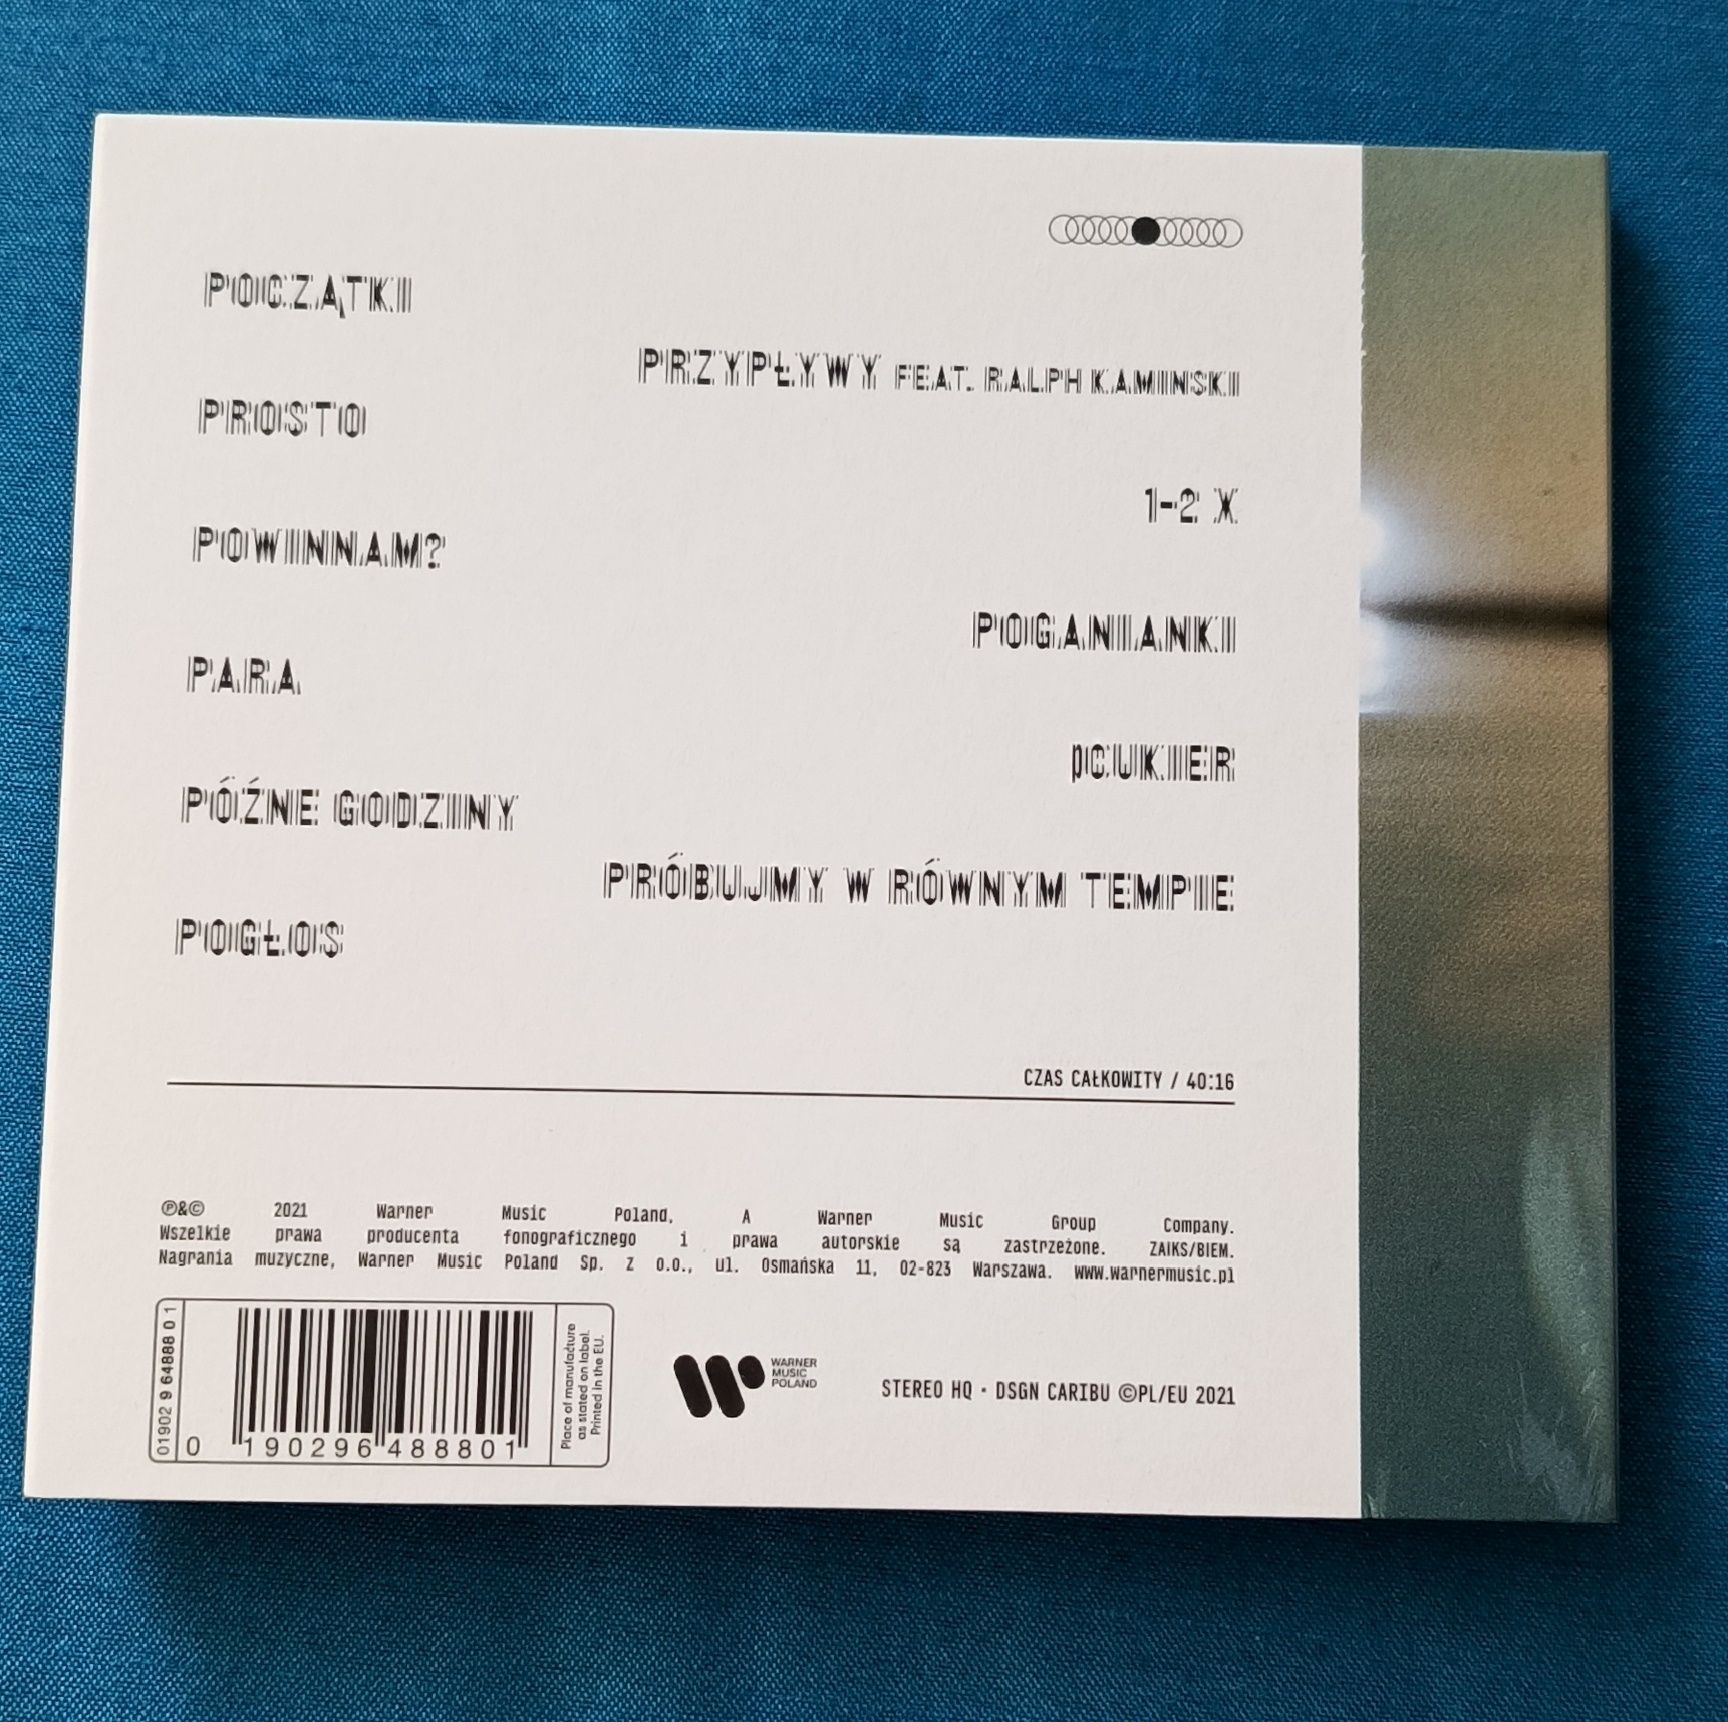 POCZĄTKI
PRZYPŁYWY FEAT. RALPH KAMINSKI
PROSTO
1-2 X
POWINNAM?
POGANIANKI
PARA
pCUKIER
PÓŹNE GODZINY
PRÓBUJMY W RÓWNYM TEMPIE
POGŁOS
CZAS CAŁKOWITY / 40:16
℗&© 2021 Warner Music Poland, A Warner Music Group Company.
Wszelkie prawa producenta fonograficznego i prawa autorskie są zastrzeżone. ZAIKS/BIEM.
Nagrania muzyczne, Warner Music Poland Sp. z o.o., ul. Osmańska 11, 02-823 Warszawa. www.warnermusic.pl
01902 9 64888 0 1
0 190296 488801
Place of manufacture
as stated on label.
Printed in the EU.
WARNER
MUSIC
POLAND
STEREO HQ · DSGN CARIBU ©PL/EU 2021